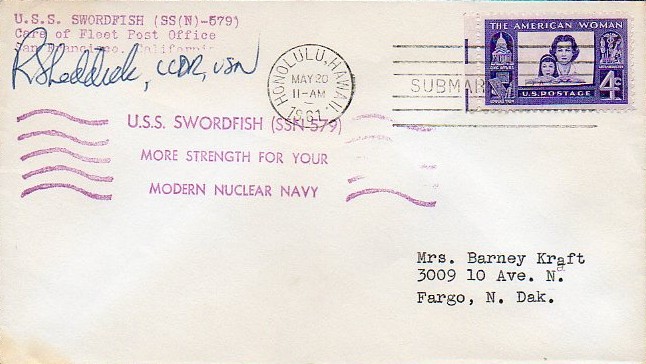 U.S.S. SWORDFISH (SS(N)-579)
Care of Fleet Post Office
San Francisco, California
LCDR, USN
HONOLULU, HAWAII
MAY 20
11-AM
SUBMAR
THE AMERICAN WOMAN
U.S. POSTAGE
4¢
U.S.S. SWORDFISH (SSN-579)
MORE STRENGTH FOR YOUR
MODERN NUCLEAR NAVY
Mrs. Barney Kraft
3009 10 Ave. N.
Fargo, N. Dak.